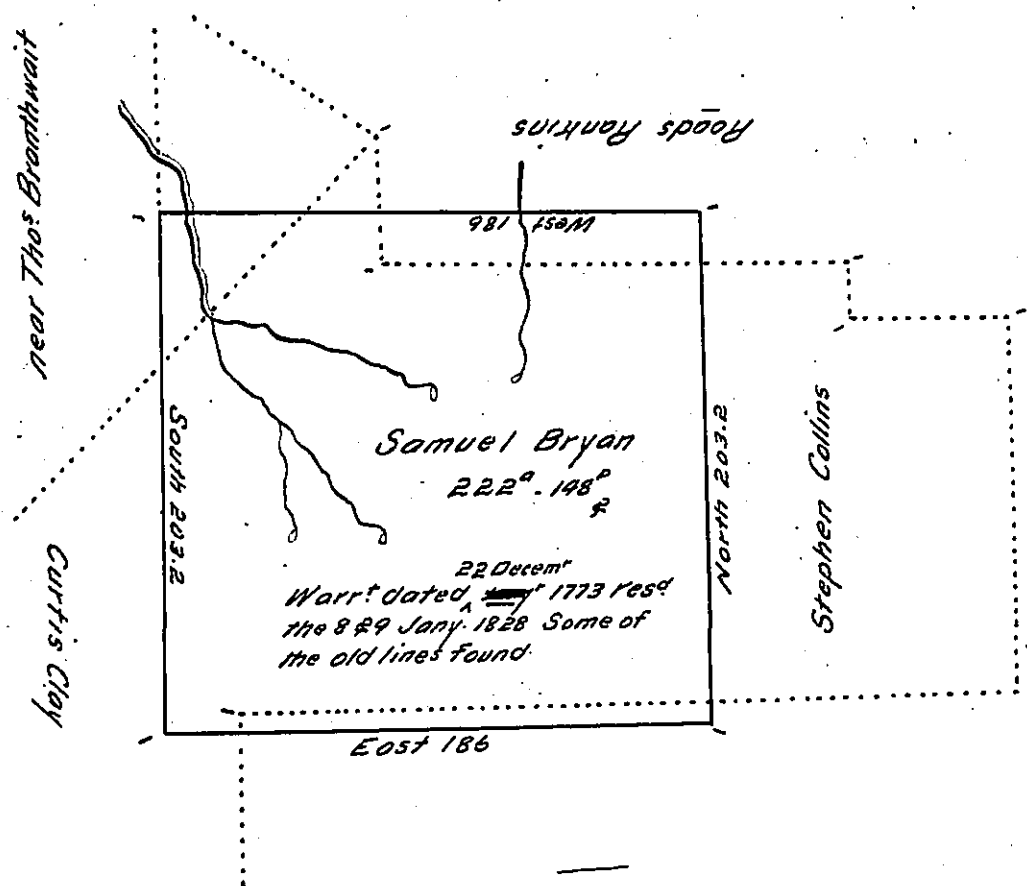 near Thoˢ Branthwait
Roads Rankins
West 186
South 203.2
Samuel Bryan
222ᵃ. 148ᵖ
&
North 203.2
Stephen Collins
Curtis Clay
22 Decemʳ
Warrᵗ dated ^ 1773 resᵈ
the 8 & 9 Jany. 1828 Some of
the old lines found.
East 186